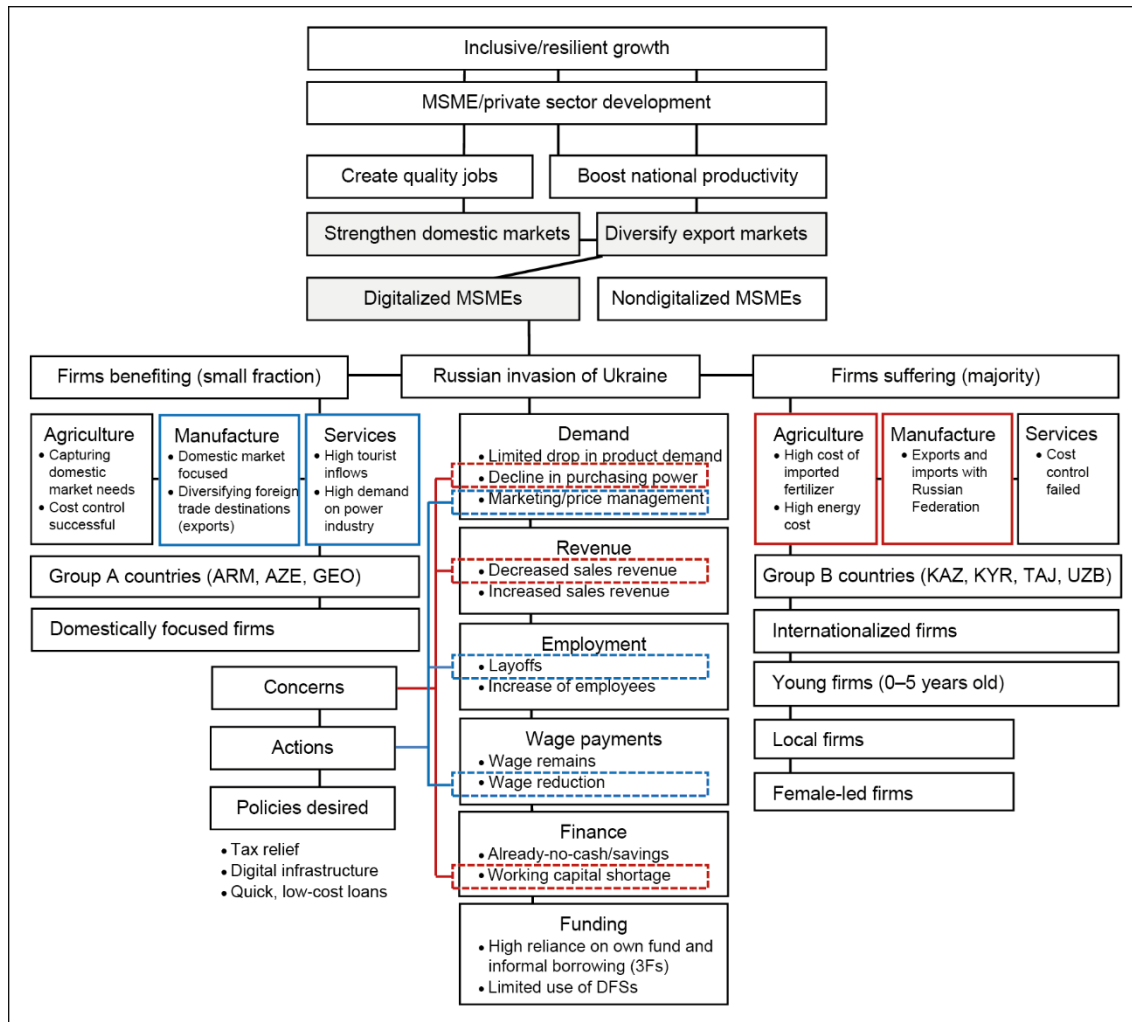 Inclusive/resilient growth
MSME/private sector development
Create quality jobs
Boost national productivity
Strengthen domestic markets
Diversify export markets
Digitalized MSMEs
Nondigitalized MSMEs
Firms benefiting (small fraction)
Russian invasion of Ukraine
Firms suffering (majority)
Agriculture
• Capturing
domestic
market needs
• Cost control
successful
Manufacture
• Domestic market
focused
• Diversifying foreign
trade destinations
(exports)
Services
• High tourist
inflows
• High demand
on power
industry
Group A countries (ARM, AZE, GEO)
Domestically focused firms
Concerns
Actions
Policies desired
• Tax relief
• Digital infrastructure
• Quick, low-cost loans
Demand
• Limited drop in product demand
• Decline in purchasing power
• Marketing/price management
Revenue
• Decreased sales revenue
• Increased sales revenue
Employment
• Layoffs
• Increase of employees
Wage payments
• Wage remains
• Wage reduction
Finance
• Already-no-cash/savings
• Working capital shortage
Funding
• High reliance on own fund and
informal borrowing (3Fs)
• Limited use of DFSs
Agriculture
• High cost of
imported
fertilizer
• High energy
cost
Manufacture
• Exports and
imports with
Russian
Federation
Services
• Cost
control
failed
Group B countries (KAZ, KYR, TAJ, UZB)
Internationalized firms
Young firms (0–5 years old)
Local firms
Female-led firms